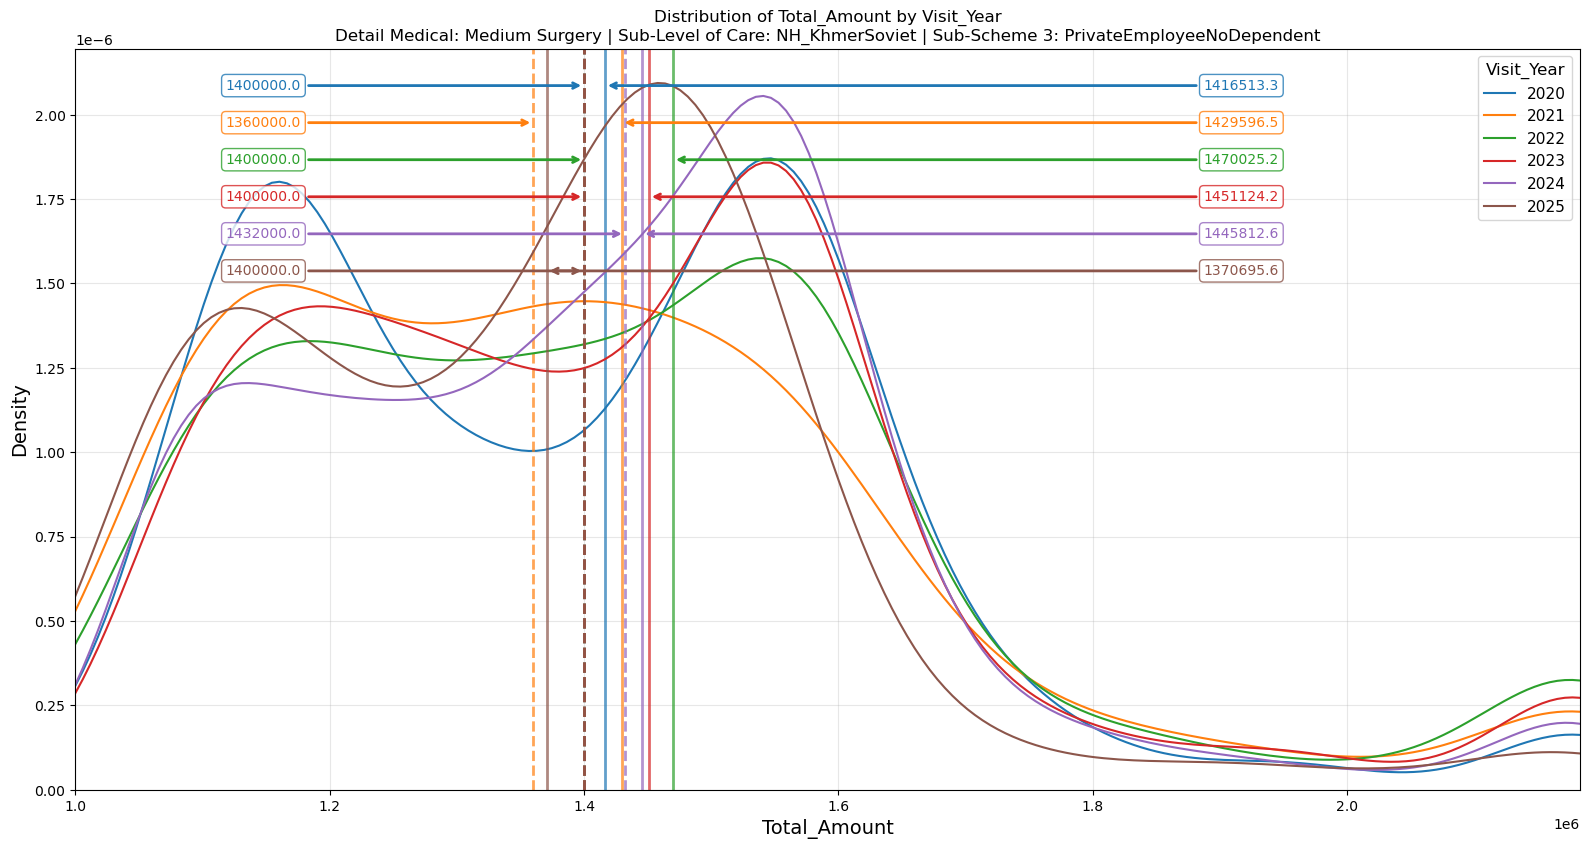 Distribution of Total_Amount by Visit_Year
Detail Medical: Medium Surgery | Sub-Level of Care: NH_KhmerSoviet | Sub-Scheme 3: PrivateEmployeeNoDependent
1e−6
Visit_Year
2020
2021
2022
2023
2024
2025
1400000.0 1416513.3
1360000.0 1429596.5
1400000.0 1470025.2
1400000.0 1451124.2
1432000.0 1445812.6
1400000.0 1370695.6
2.00
1.75
1.50
1.25
1.00
0.75
0.50
0.25
0.00
Density
1.0 1.2 1.4 1.6 1.8 2.0
1e6
Total_Amount